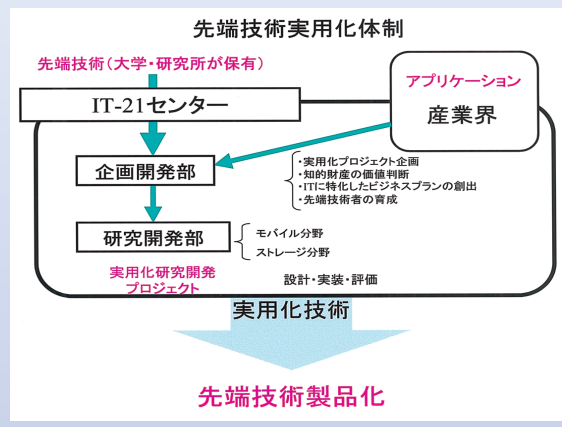 先端技術実用化体制
先端技術(大学・研究所が保有)
アプリケーション
産業界
IT-21センター
企画開発部
・実用化プロジェクト企画
・知的財産の価値判断
・ITに特化したビジネスプランの創出
・先端技術者の育成
研究開発部
モバイル分野
ストレージ分野
実用化研究開発
プロジェクト
設計・実装・評価
実用化技術
先端技術製品化